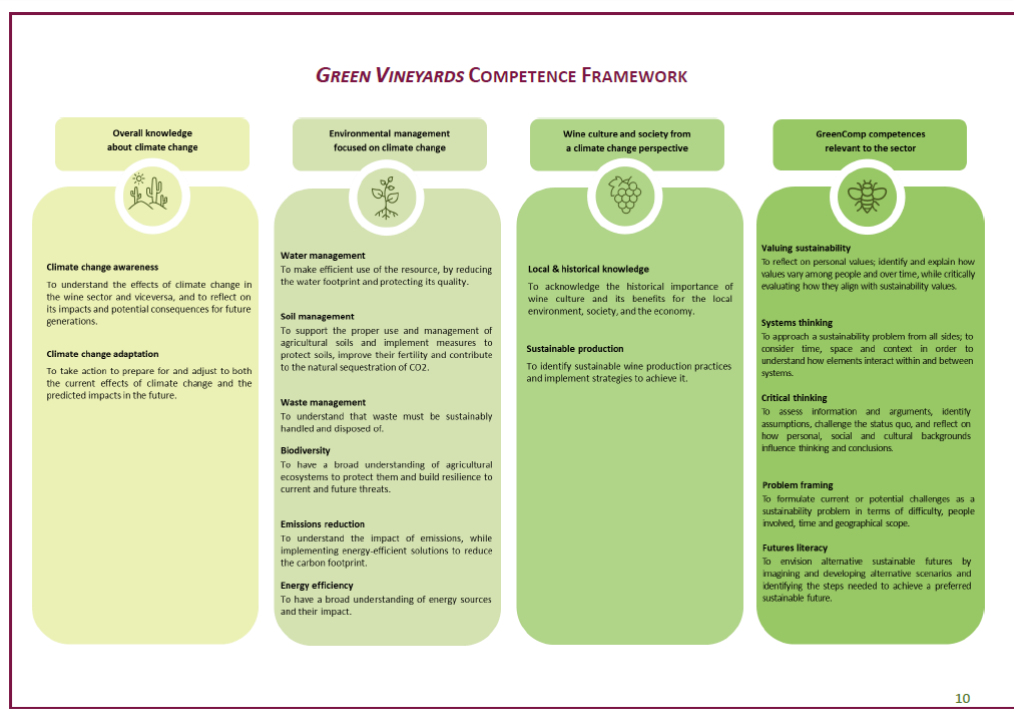 GREEN VINEYARDS COMPETENCE FRAMEWORK
Overall knowledge
about climate change
Climate change awareness
To understand the effects of climate change in
the wine sector and viceversa, and to reflect on
its impacts and potential consequences for future
generations.
Climate change adaptation
To take action to prepare for and adjust to both
the current effects of climate change and the
predicted impacts in the future.
Environmental management
focused on climate change
Water management
To make efficient use of the resource, by reducing
the water footprint and protecting its quality.
Soil management
To support the proper use and management of
agricultural soils and implement measures to
protect soils, improve their fertility and contribute
to the natural sequestration of CO2.
Waste management
To understand that waste must be sustainably
handled and disposed of.
Biodiversity
To have a broad understanding of agricultural
ecosystems to protect them and build resilience to
current and future threats.
Emissions reduction
To understand the impact of emissions, while
implementing energy-efficient solutions to reduce
the carbon footprint.
Energy efficiency
To have a broad understanding of energy sources
and their impact.
Wine culture and society from
a climate change perspective
Local & historical knowledge
To acknowledge the historical importance of
wine culture and its benefits for the local
environment, society, and the economy.
Sustainable production
To identify sustainable wine production practices
and implement strategies to achieve it.
GreenComp competences
relevant to the sector
Valuing sustainability
To reflect on personal values; identify and explain how
values vary among people and over time, while critically
evaluating how they align with sustainability values.
Systems thinking
To approach a sustainability problem from all sides; to
consider time, space and context in order to
understand how elements interact within and between
systems.
Critical thinking
To assess information and arguments, identify
assumptions, challenge the status quo, and reflect on
how personal, social and cultural backgrounds
influence thinking and conclusions.
Problem framing
To formulate current or potential challenges as a
sustainability problem in terms of difficulty, people
involved, time and geographical scope.
Futures literacy
To envision alternative sustainable futures by
imagining and developing alternative scenarios and
identifying the steps needed to achieve a preferred
sustainable future.
10